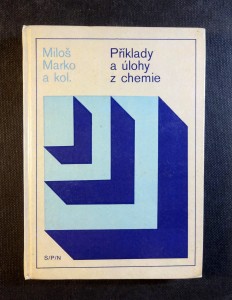 Miloš
Marko
a kol.
Příklady
a úlohy
z chemie
S/P/N